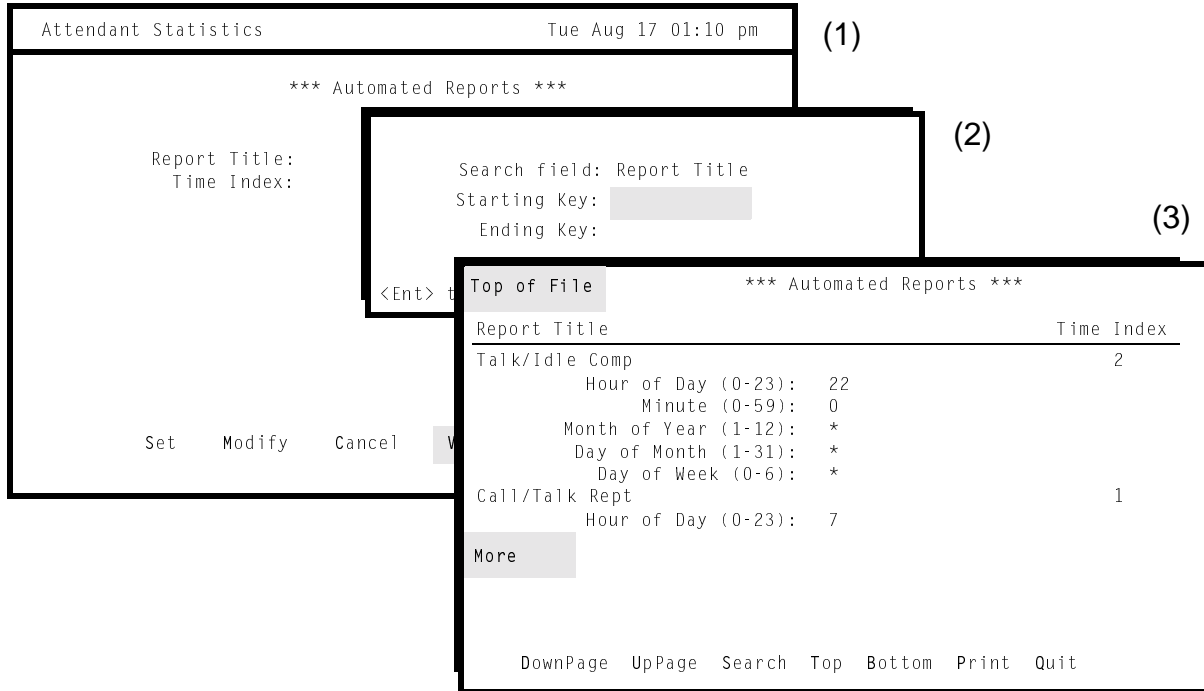 Attendant Statistics Tue Aug 17 01:10 pm
(1)
*** Automated Reports ***
Report Title:
Time Index:
Set Modify Cancel
(2)
Search field: Report Title
Starting Key:
Ending Key:
<Ent>
(3)
Top of File *** Automated Reports ***
Report Title Time Index
Talk/Idle Comp 2
Hour of Day (0-23): 22
Minute (0-59): 0
Month of Year (1-12): *
Day of Month (1-31): *
Day of Week (0-6): *
Call/Talk Rept 1
Hour of Day (0-23): 7
More
DownPage UpPage Search Top Bottom Print Quit